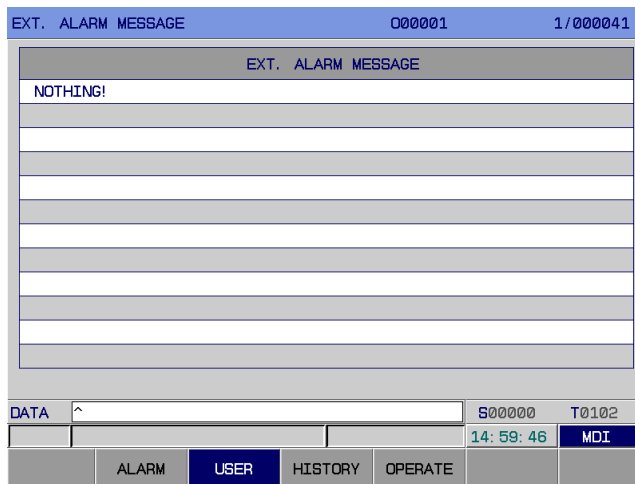 EXT. ALARM MESSAGE O00001 1/000041
EXT. ALARM MESSAGE
NOTHING!
DATA ^ S00000 T0102
14:59:46 MDI
ALARM USER HISTORY OPERATE